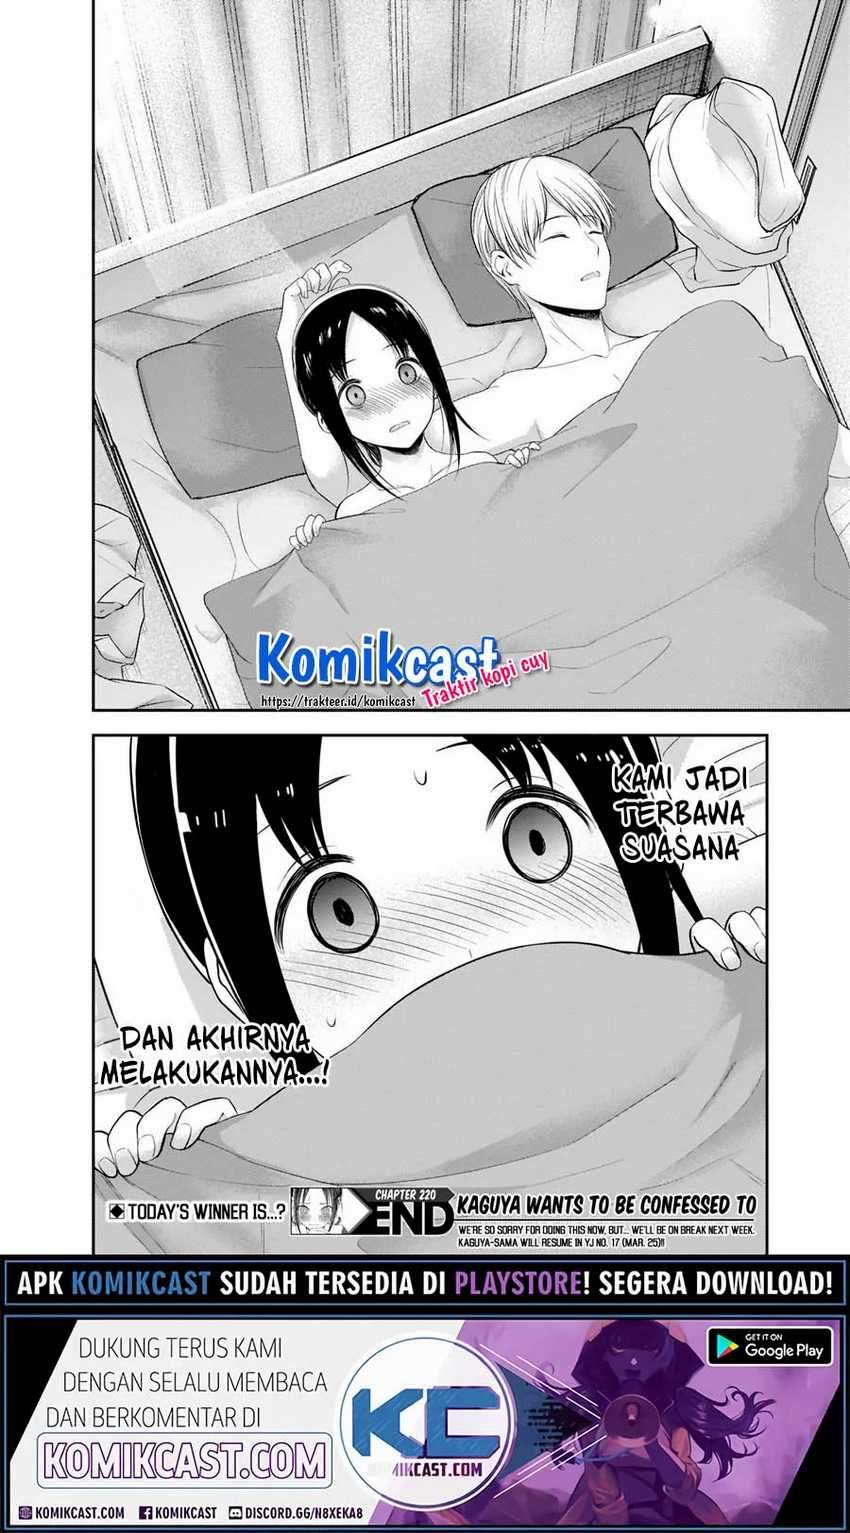 Komikcast
Traktir kopi cuy
https://trakteer.id/komikcast
KAMI JADI
TERBAWA
SUASANA
DAN AKHIRNYA
MELAKUKANNYA...!
TODAY'S WINNER IS...?
CHAPTER 220
END
KAGUYA WANTS TO BE CONFESSED TO
WE'RE SO SORRY FOR DOING THIS NOW, BUT... WE'LL BE ON BREAK NEXT WEEK.
KAGUYA-SAMA WILL RESUME IN YJ NO. 17 (MAR. 25)!!
APK KOMIKCAST SUDAH TERSEDIA DI PLAYSTORE! SEGERA DOWNLOAD!
DUKUNG TERUS KAMI
DENGAN SELALU MEMBACA
DAN BERKOMENTAR DI
KOMIKCAST.COM
KOMIKCAST.COM KOMIKCAST DISCORD.GG/N8XEKA8
KC
KOMIKCAST.COM
GET IT ON
Google Play